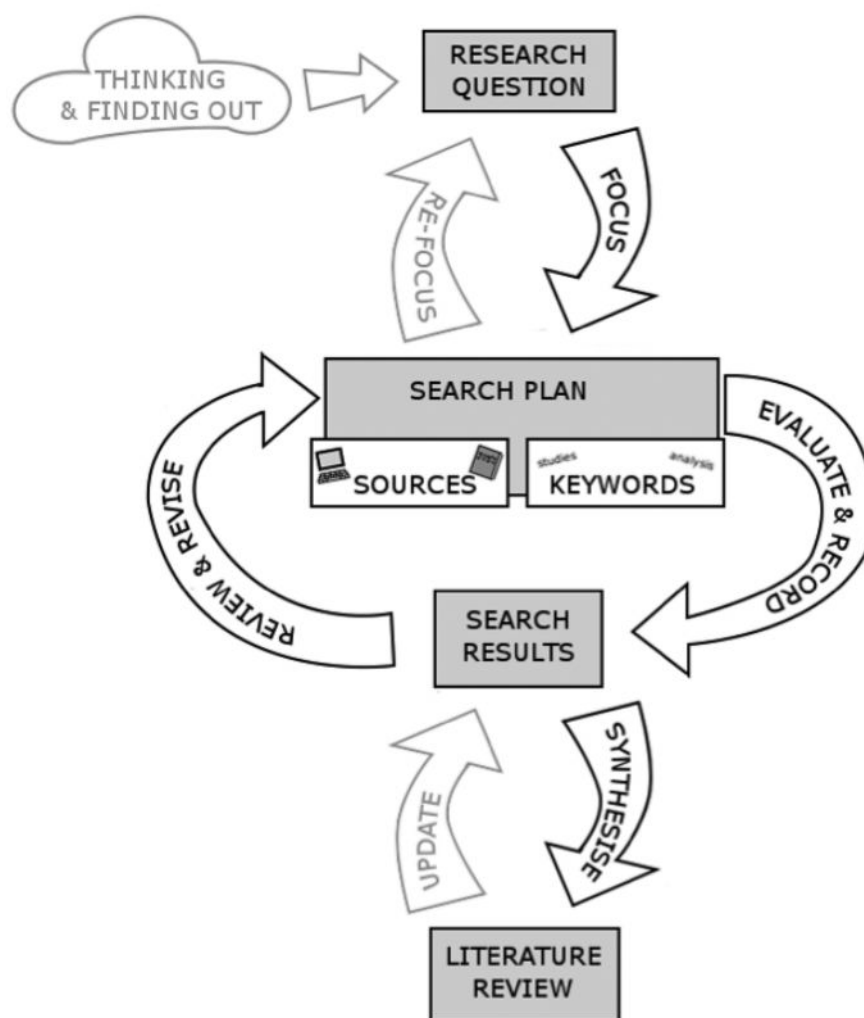 THINKING
& FINDING OUT
RESEARCH
QUESTION
RE-FOCUS
FOCUS
SEARCH PLAN
SOURCES
studies
analysis
KEYWORDS
EVALUATE & RECORD
REVIEW & REVISE
SEARCH
RESULTS
UPDATE
SYNTHESISE
LITERATURE
REVIEW